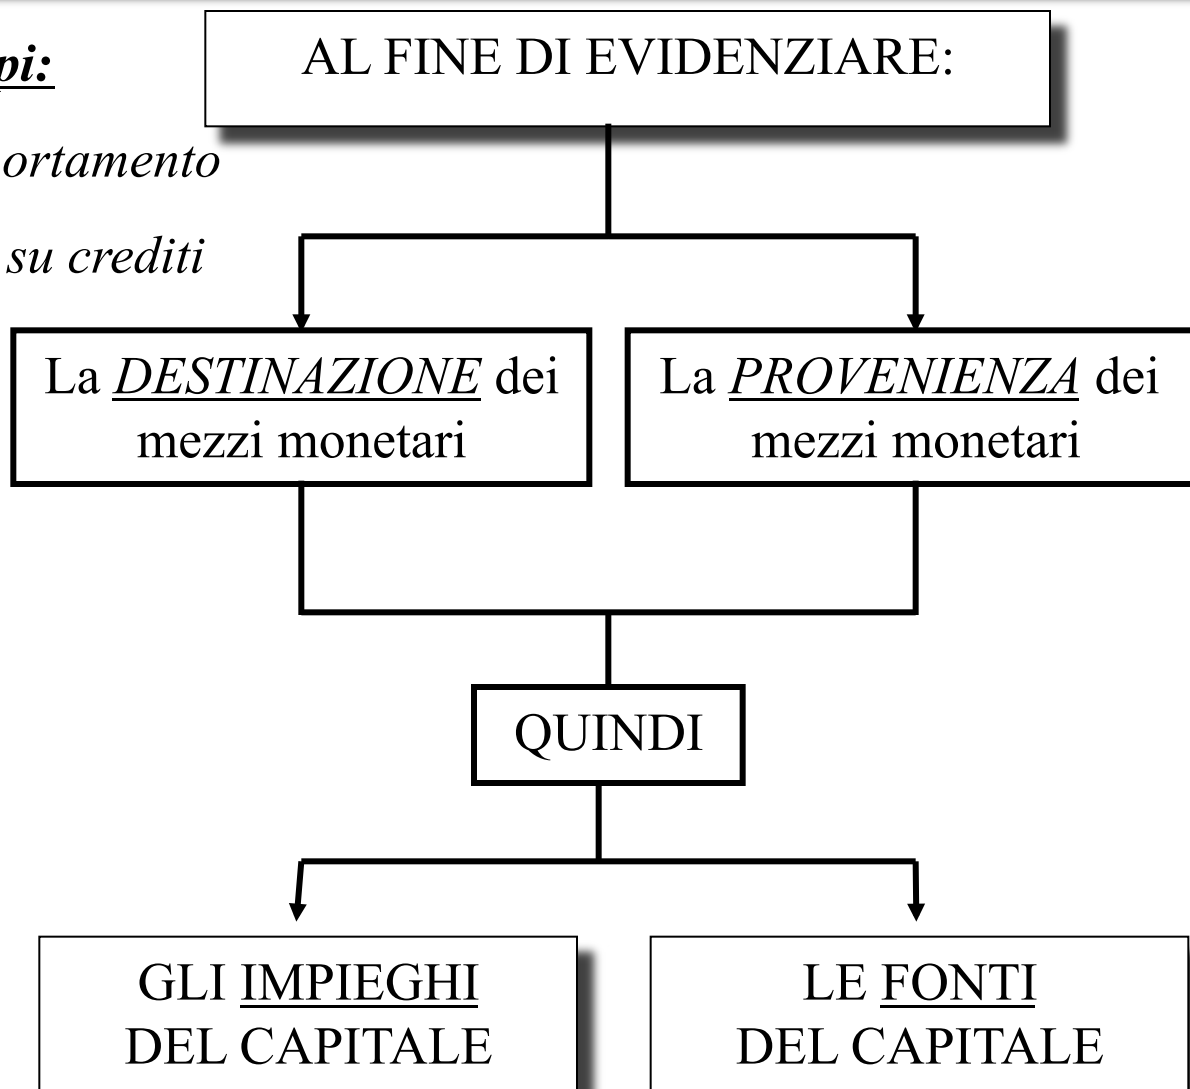 AL FINE DI EVIDENZIARE:
pi:
ortamento
su crediti
La DESTINAZIONE dei
mezzi monetari
La PROVENIENZA dei
mezzi monetari
QUINDI
GLI IMPIEGHI
DEL CAPITALE
LE FONTI
DEL CAPITALE